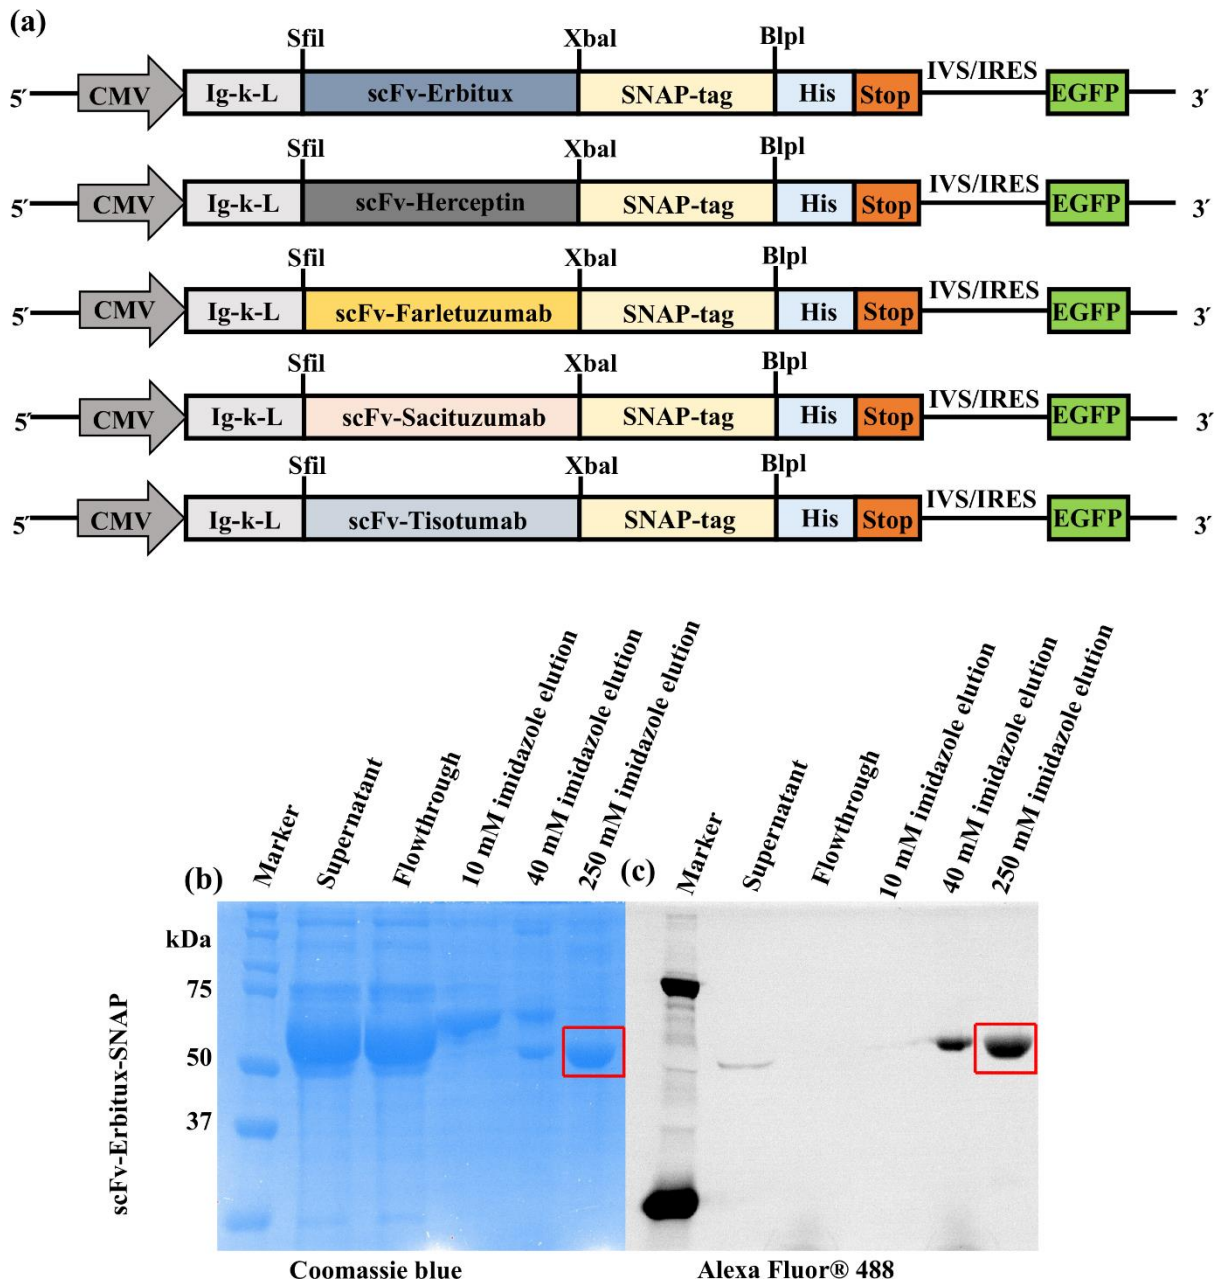 (a)
SfiI XbaI BlpI
5′ CMV Ig-k-L scFv-Erbitux SNAP-tag His Stop IVS/IRES EGFP 3′
SfiI XbaI BlpI
5′ CMV Ig-k-L scFv-Herceptin SNAP-tag His Stop IVS/IRES EGFP 3′
SfiI XbaI BlpI
5′ CMV Ig-k-L scFv-Farletuzumab SNAP-tag His Stop IVS/IRES EGFP 3′
SfiI XbaI BlpI
5′ CMV Ig-k-L scFv-Sacituzumab SNAP-tag His Stop IVS/IRES EGFP 3′
SfiI XbaI BlpI
5′ CMV Ig-k-L scFv-Tisotumab SNAP-tag His Stop IVS/IRES EGFP 3′
(b)
Marker
Supernatant
Flowthrough
10 mM imidazole elution
40 mM imidazole elution
250 mM imidazole elution
kDa
75
50
37
scFv-Erbitux-SNAP
Coomassie blue
(c)
Marker
Supernatant
Flowthrough
10 mM imidazole elution
40 mM imidazole elution
250 mM imidazole elution
Alexa Fluor® 488